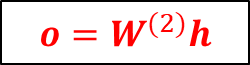 o = W⁽²⁾h